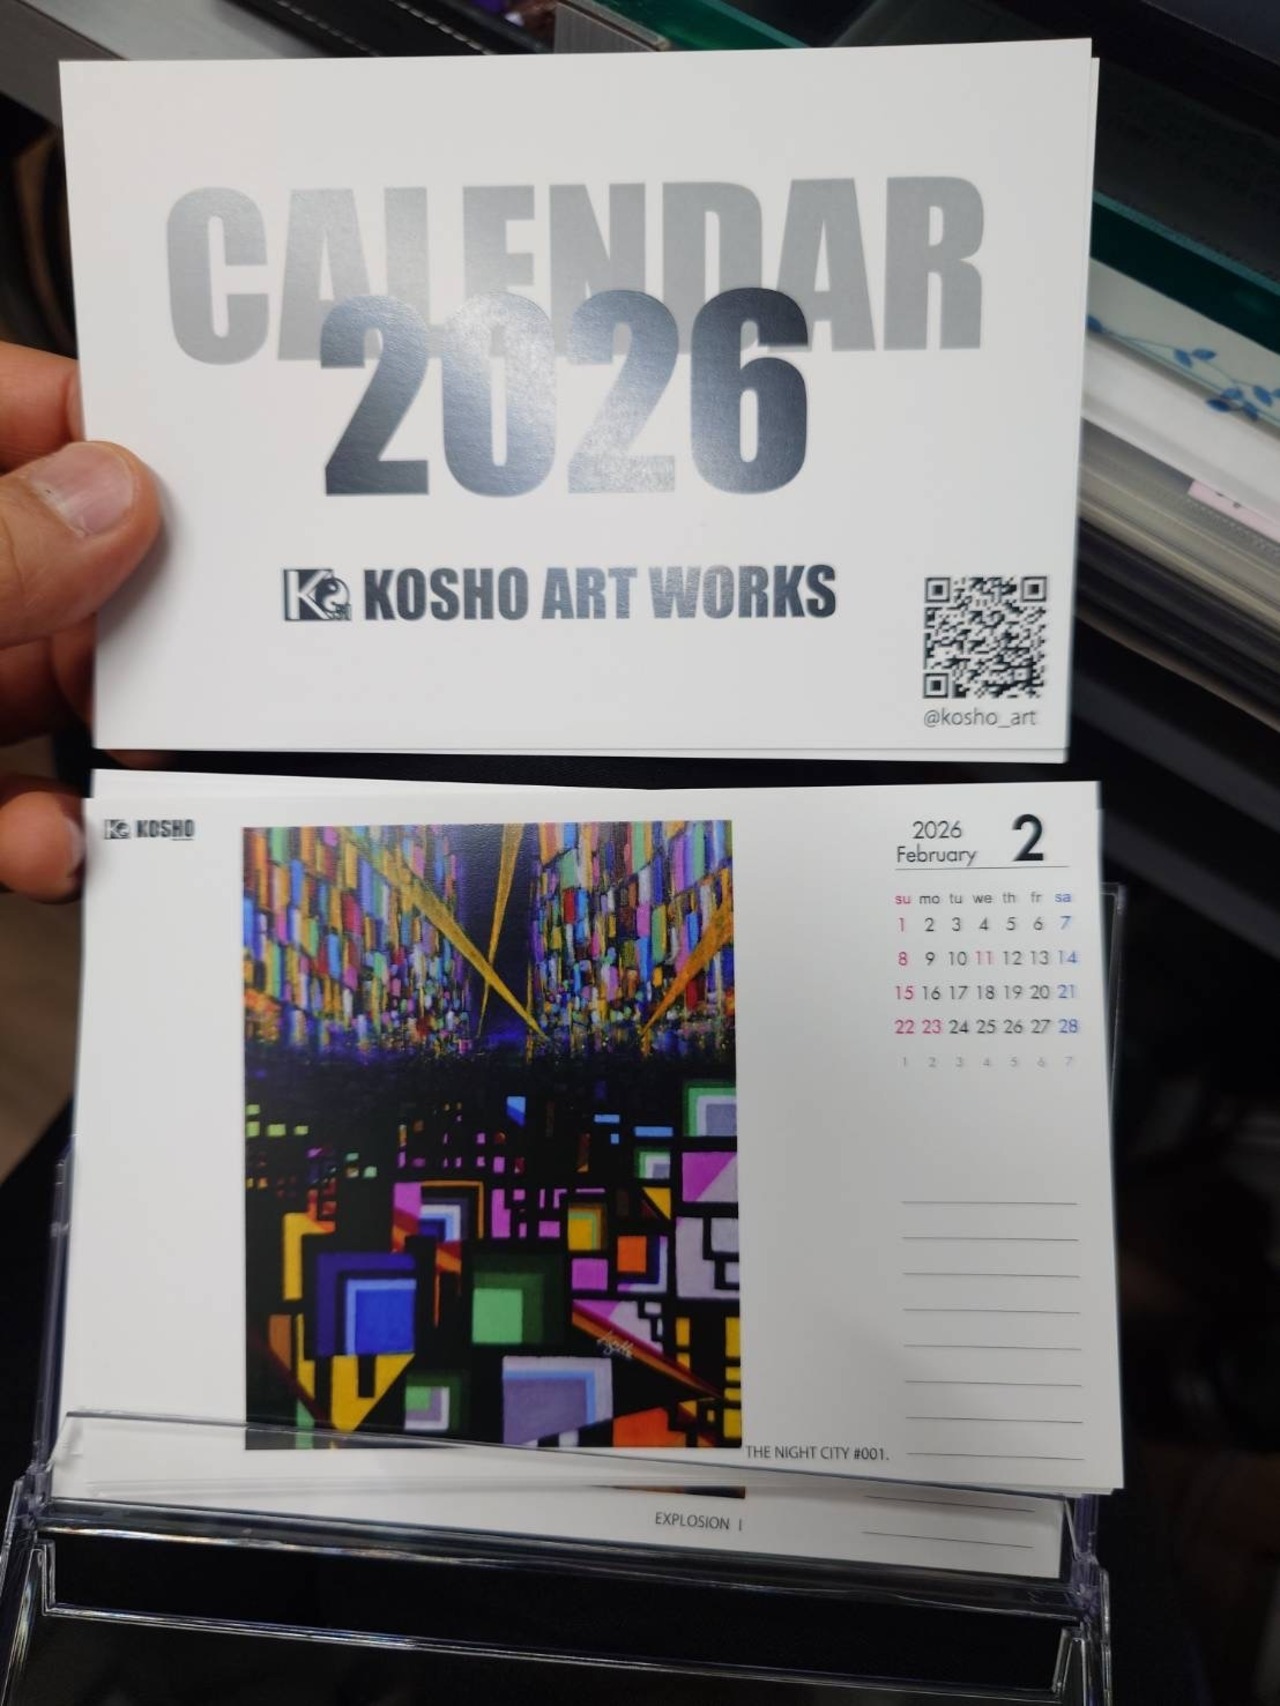 CALENDAR
2026
KOSHO ART WORKS
@kosho_art
KOSHO
2026
February 2
su mo tu we th fr sa
1 2 3 4 5 6 7
8 9 10 11 12 13 14
15 16 17 18 19 20 21
22 23 24 25 26 27 28
1 2 3 4 5 6 7
THE NIGHT CITY #001.
EXPLOSION I